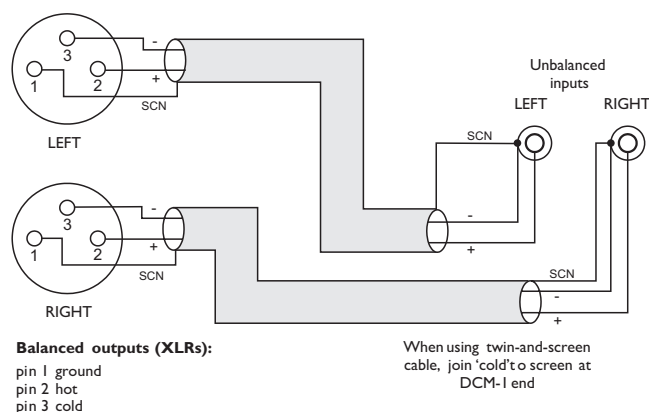 3
-
1
2
+
SCN
LEFT
Unbalanced
inputs
LEFT
RIGHT
SCN
-
+
3
-
1
2
+
SCN
RIGHT
SCN
-
+
Balanced outputs (XLRs):
pin 1 ground
pin 2 hot
pin 3 cold
When using twin-and-screen
cable, join ‘cold’to screen at
DCM-1 end